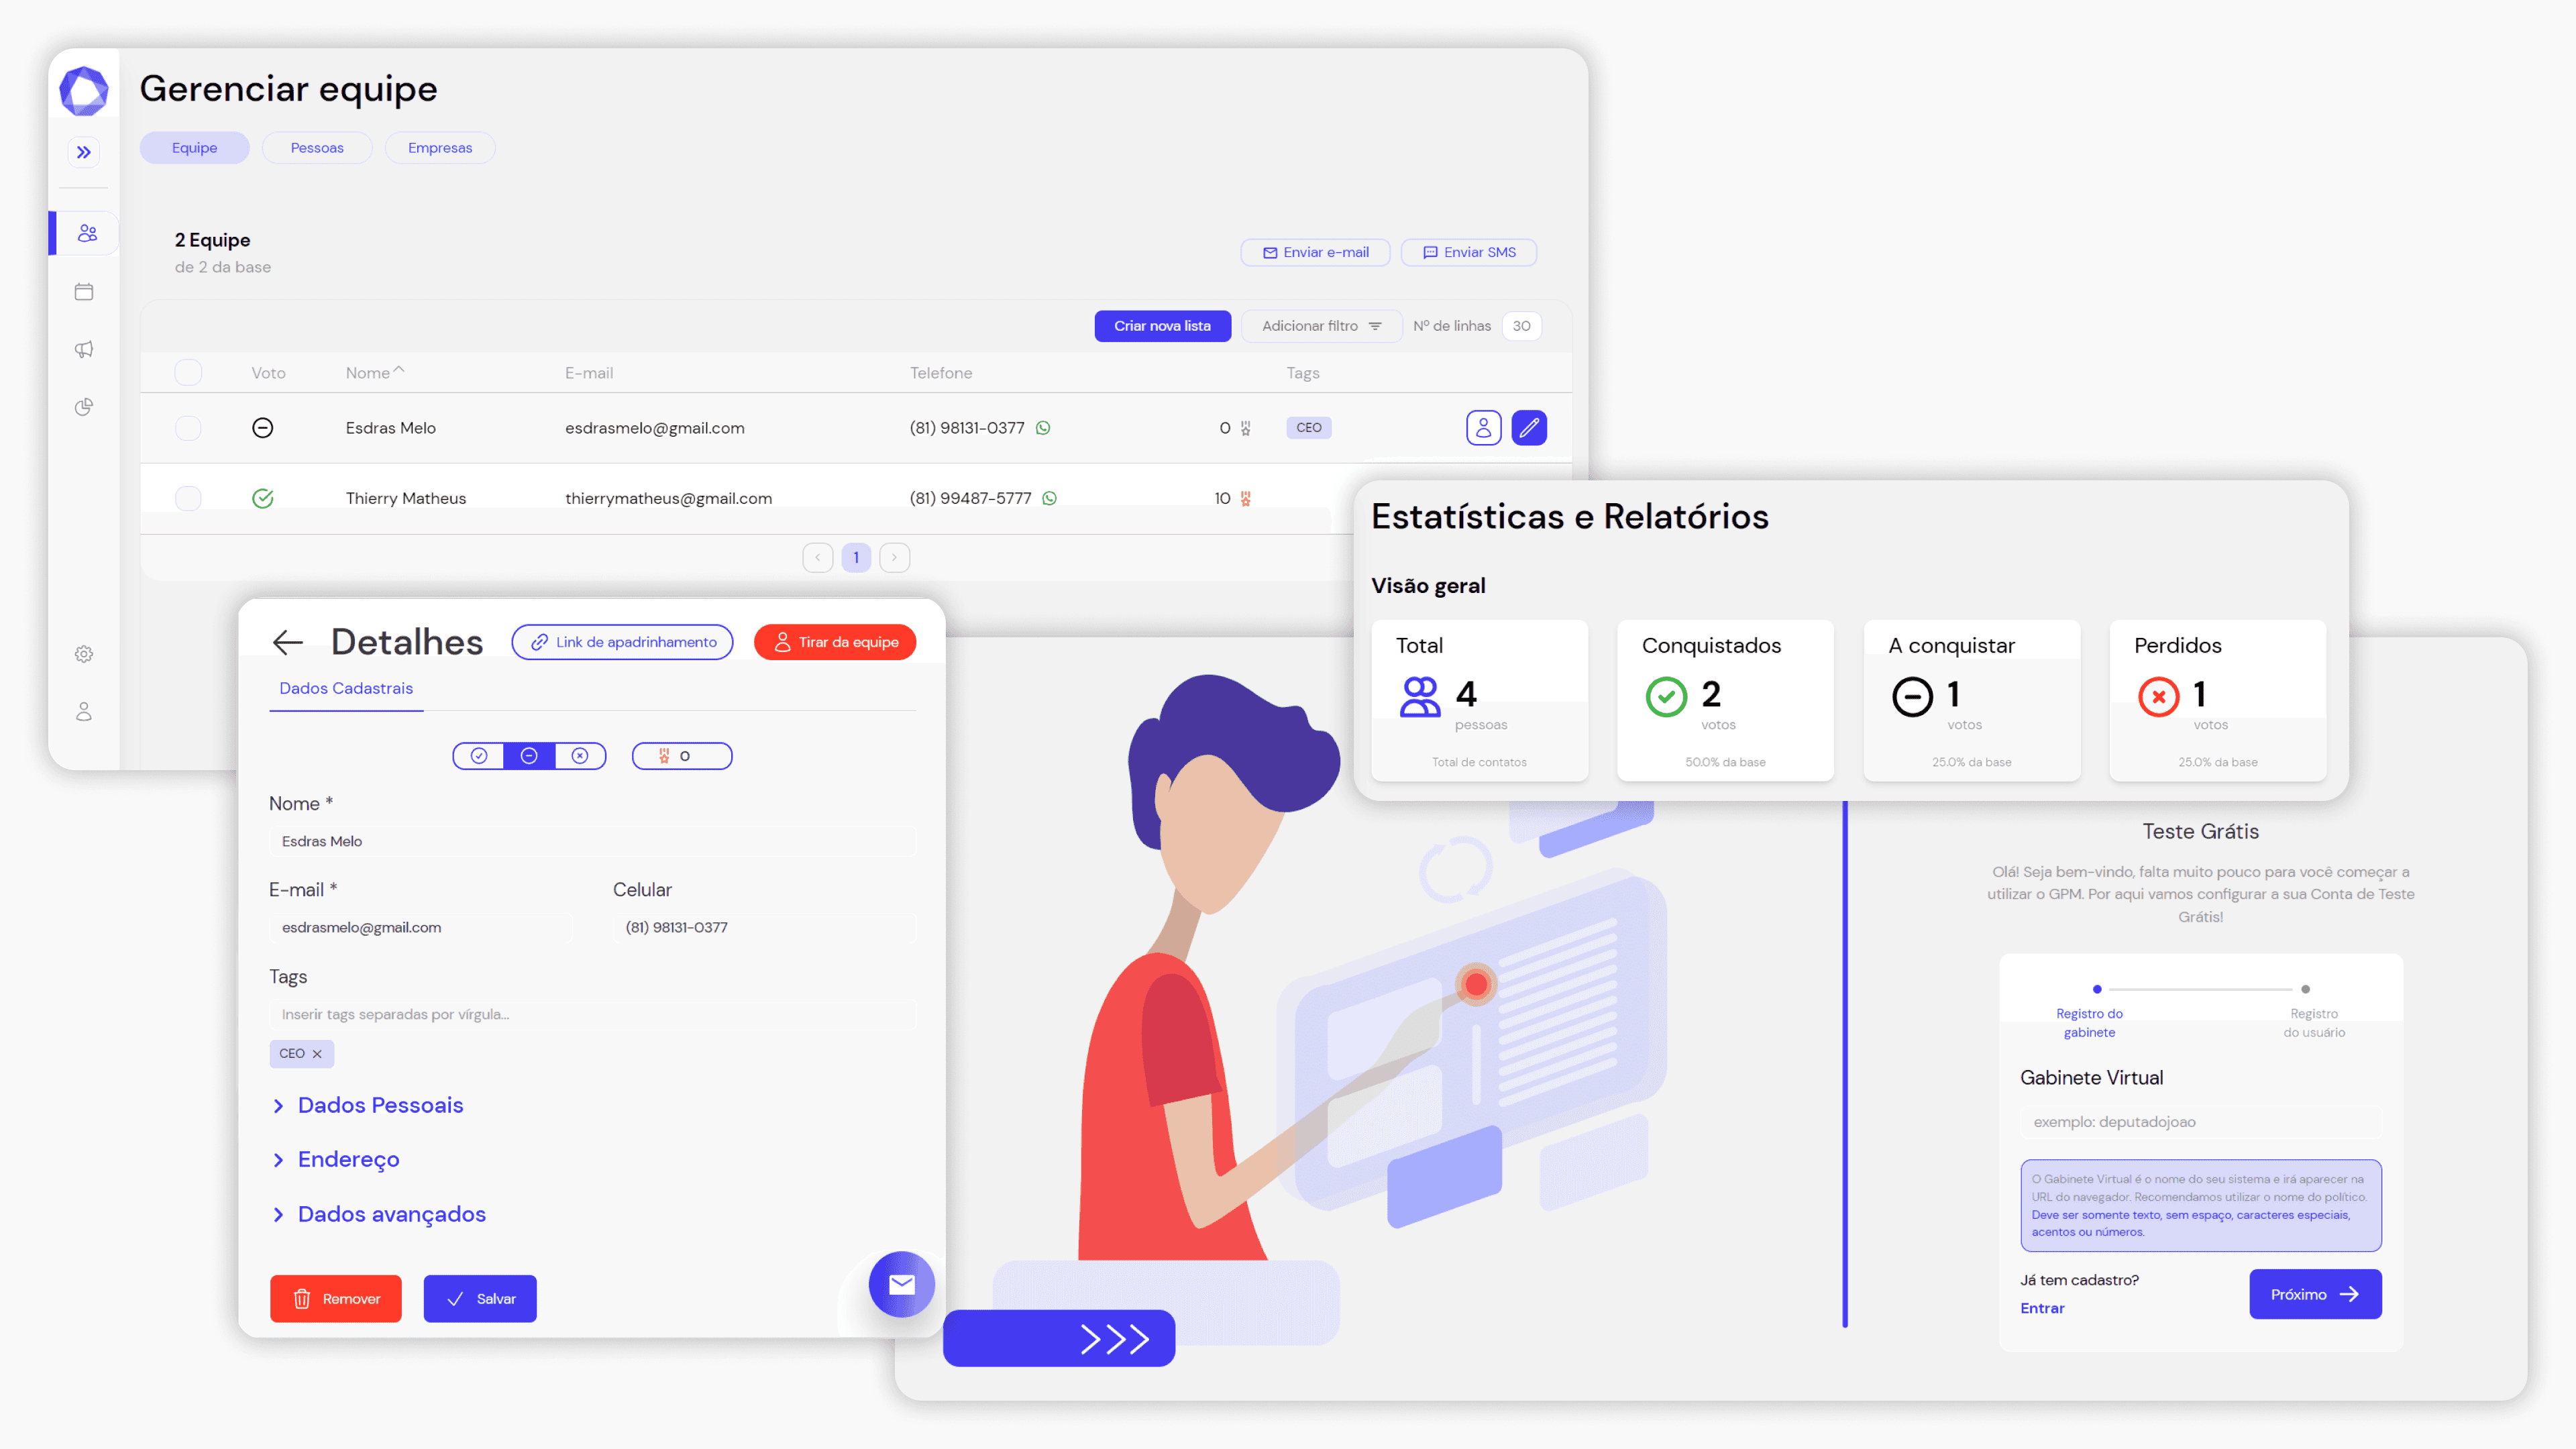 Gerenciar equipe
Equipe Pessoas Empresas
2 Equipe
de 2 da base
Enviar e-mail Enviar SMS
Criar nova lista Adicionar filtro Nº de linhas 30
Voto Nome E-mail Telefone Tags
Esdras Melo esdrasmelo@gmail.com (81) 98131-0377 0 CEO
Thierry Matheus thierrymatheus@gmail.com (81) 99487-5777 10
1
Detalhes Link de apadrinhamento Tirar da equipe
Dados Cadastrais
0
Nome *
Esdras Melo
E-mail * Celular
esdrasmelo@gmail.com (81) 98131-0377
Tags
Inserir tags separadas por vírgula...
CEO
Dados Pessoais
Endereço
Dados avançados
Remover Salvar
Estatísticas e Relatórios
Visão geral
Total
4
pessoas
Total de contatos
Conquistados
2
votos
50.0% da base
A conquistar
1
votos
25.0% da base
Perdidos
1
votos
25.0% da base
Teste Grátis
Olá! Seja bem-vindo, falta muito pouco para você começar a
utilizar o GPM. Por aqui vamos configurar a sua Conta de Teste
Grátis!
Registro do
gabinete
Registro
do usuário
Gabinete Virtual
exemplo: deputadojoao
O Gabinete Virtual é o nome do seu sistema e irá aparecer na
URL do navegador. Recomendamos utilizar o nome do político.
Deve ser somente texto, sem espaço, caracteres especiais,
acentos ou números.
Já tem cadastro?
Entrar
Próximo